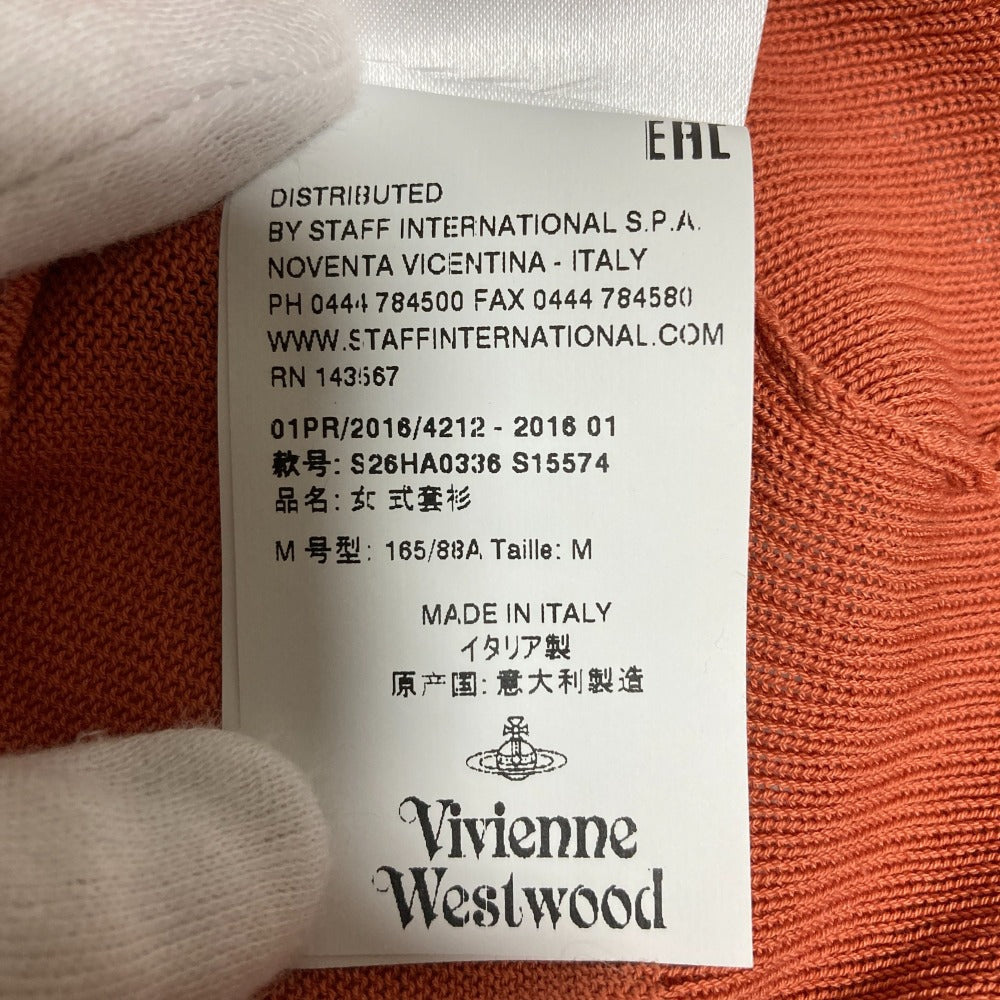 EAC
DISTRIBUTED
BY STAFF INTERNATIONAL S.P.A.
NOVENTA VICENTINA - ITALY
PH 0444 784500 FAX 0444 784580
WWW.STAFFINTERNATIONAL.COM
RN 143567
01PR/2016/4212 - 2016 01
款号: S26HA0336 S15574
品名: 女 式套衫
M 号型: 165/88A Taille: M
MADE IN ITALY
イタリア製
原产国: 意大利製造
Vivienne
Westwood